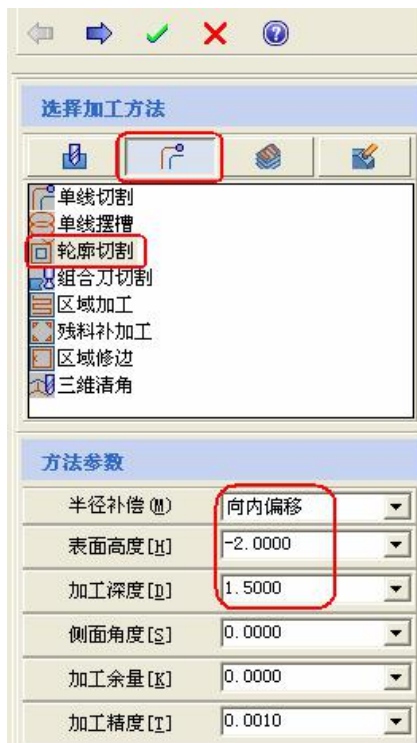 选择加工方法
单线切割
单线摆槽
轮廓切割
组合刀切割
区域加工
残料补加工
区域修边
三维清角
方法参数
半径补偿(M) 向内偏移
表面高度[H] -2.0000
加工深度[D] 1.5000
侧面角度[S] 0.0000
加工余量[K] 0.0000
加工精度[T] 0.0010